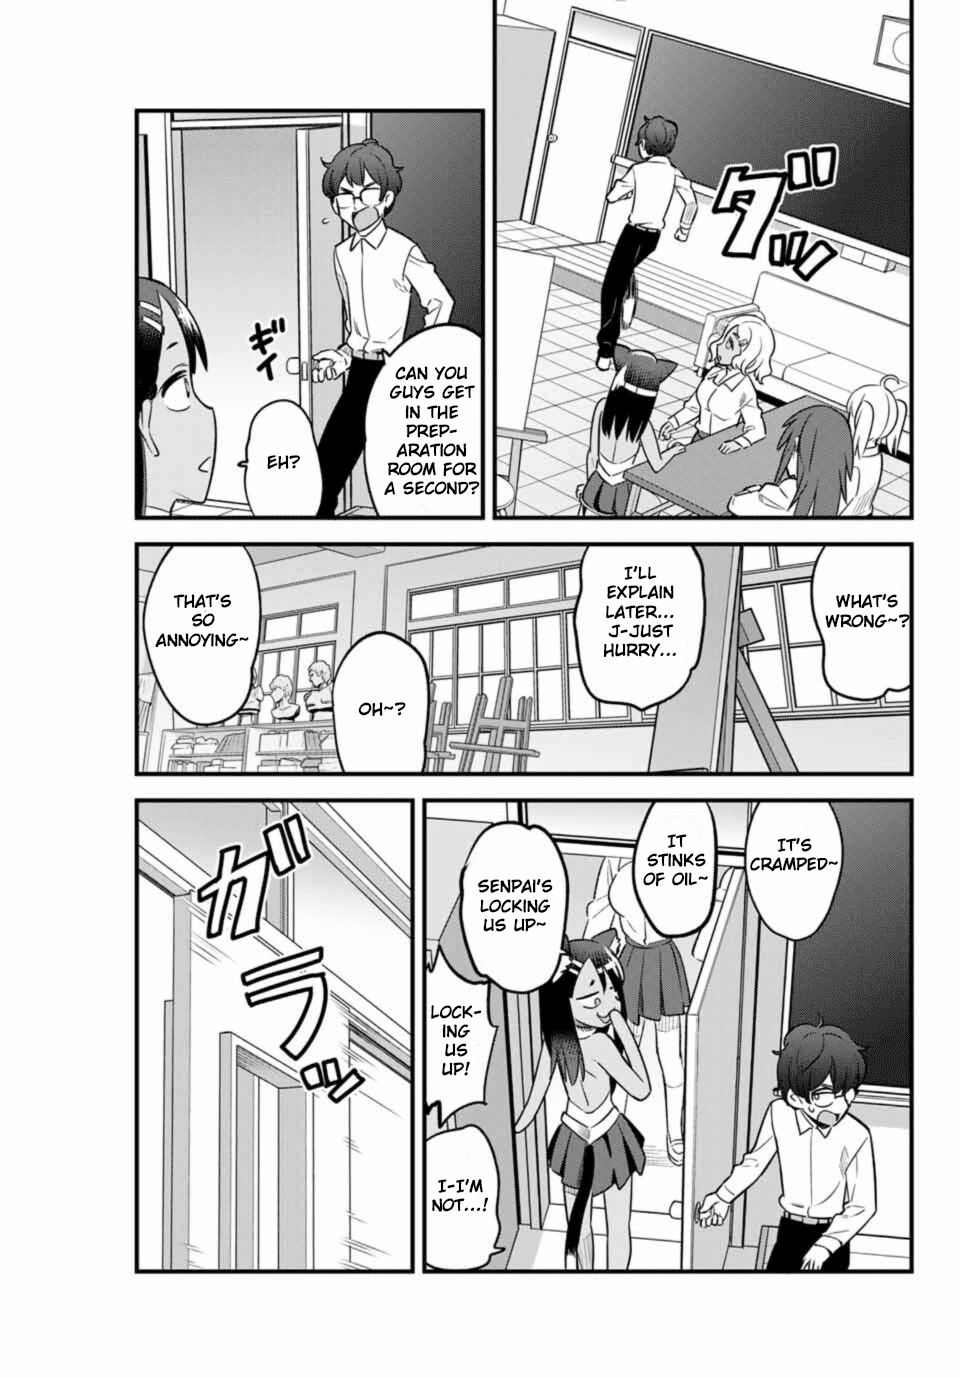 ダダッ
CAN YOU
GUYS GET
IN THE
PREP-
ARATION
ROOM FOR
A SECOND?
ギィ
EH?
WHAT'S
WRONG~?
I'LL
EXPLAIN
LATER...
J-JUST
HURRY...
OH~?
THAT'S
SO
ANNOYING~
IT'S
CRAMPED~
IT
STINKS
OF OIL~
SENPAI'S
LOCKING
US UP~
LOCK-
ING
US
UP!
I-I'M
NOT...!
ガラッ